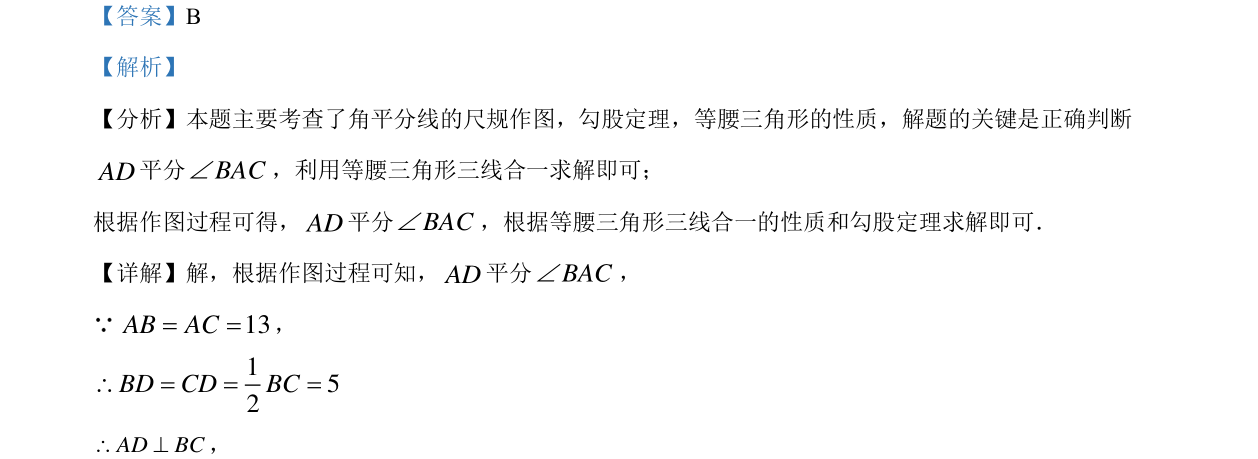 【答案】B
【解析】
【分析】本题主要考查了角平分线的尺规作图，勾股定理，等腰三角形的性质，解题的关键是正确判断
AD平分∠BAC，利用等腰三角形三线合一求解即可；
根据作图过程可得，AD平分∠BAC，根据等腰三角形三线合一的性质和勾股定理求解即可．
【详解】解，根据作图过程可知，AD平分∠BAC，
∵AB = AC = 13，
∴BD = CD = 1/2 BC = 5
∴AD ⊥ BC，